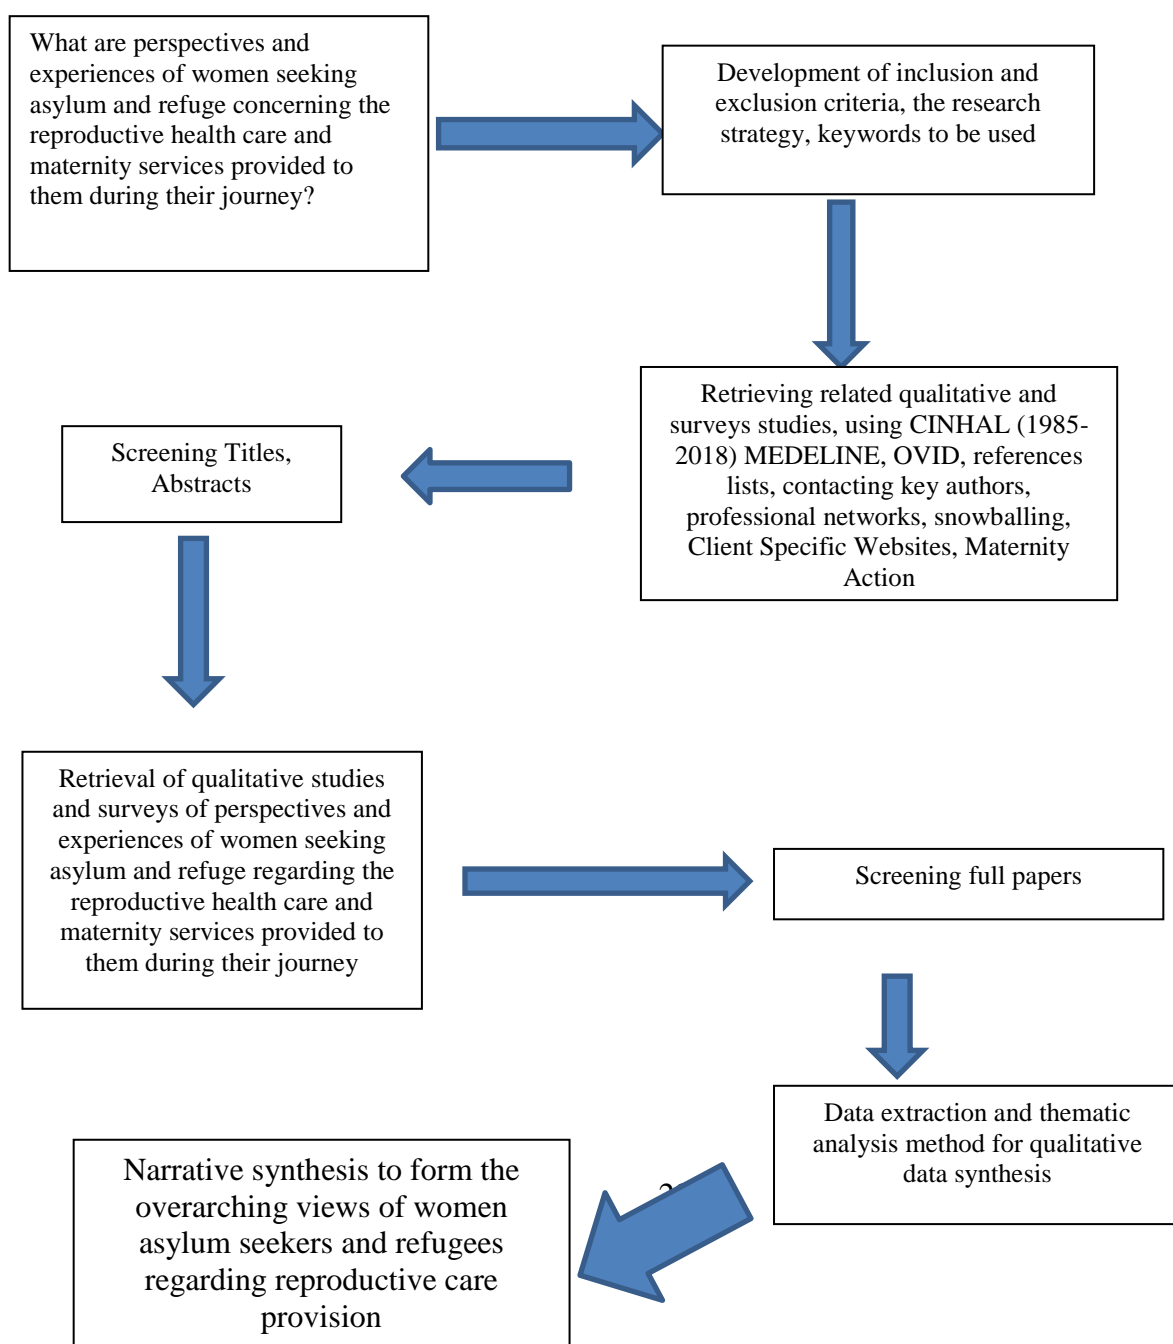 What are perspectives and
experiences of women seeking
asylum and refuge concerning the
reproductive health care and
maternity services provided to
them during their journey?
Development of inclusion and
exclusion criteria, the research
strategy, keywords to be used
Retrieving related qualitative and
surveys studies, using CINHAL (1985-
2018) MEDELINE, OVID, references
lists, contacting key authors,
professional networks, snowballing,
Client Specific Websites, Maternity
Action
Screening Titles,
Abstracts
Retrieval of qualitative studies
and surveys of perspectives and
experiences of women seeking
asylum and refuge regarding the
reproductive health care and
maternity services provided to
them during their journey
Screening full papers
Data extraction and thematic
analysis method for qualitative
data synthesis
Narrative synthesis to form the
overarching views of women
asylum seekers and refugees
regarding reproductive care
provision